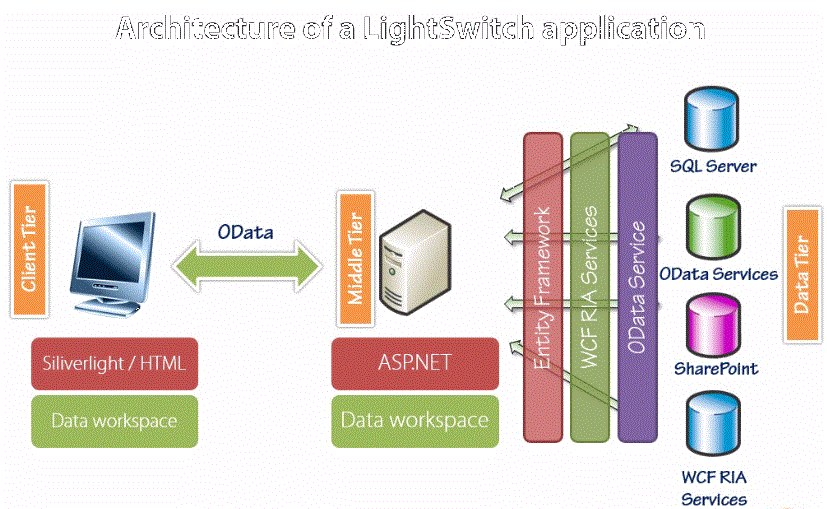 Architecture of a LightSwitch application
Client Tier
OData
Middle Tier
Siliverlight / HTML
Data workspace
ASP.NET
Data workspace
Entity Framework
WCF RIA Services
OData Service
SQL Server
OData Services
SharePoint
WCF RIA
Services
Data Tier